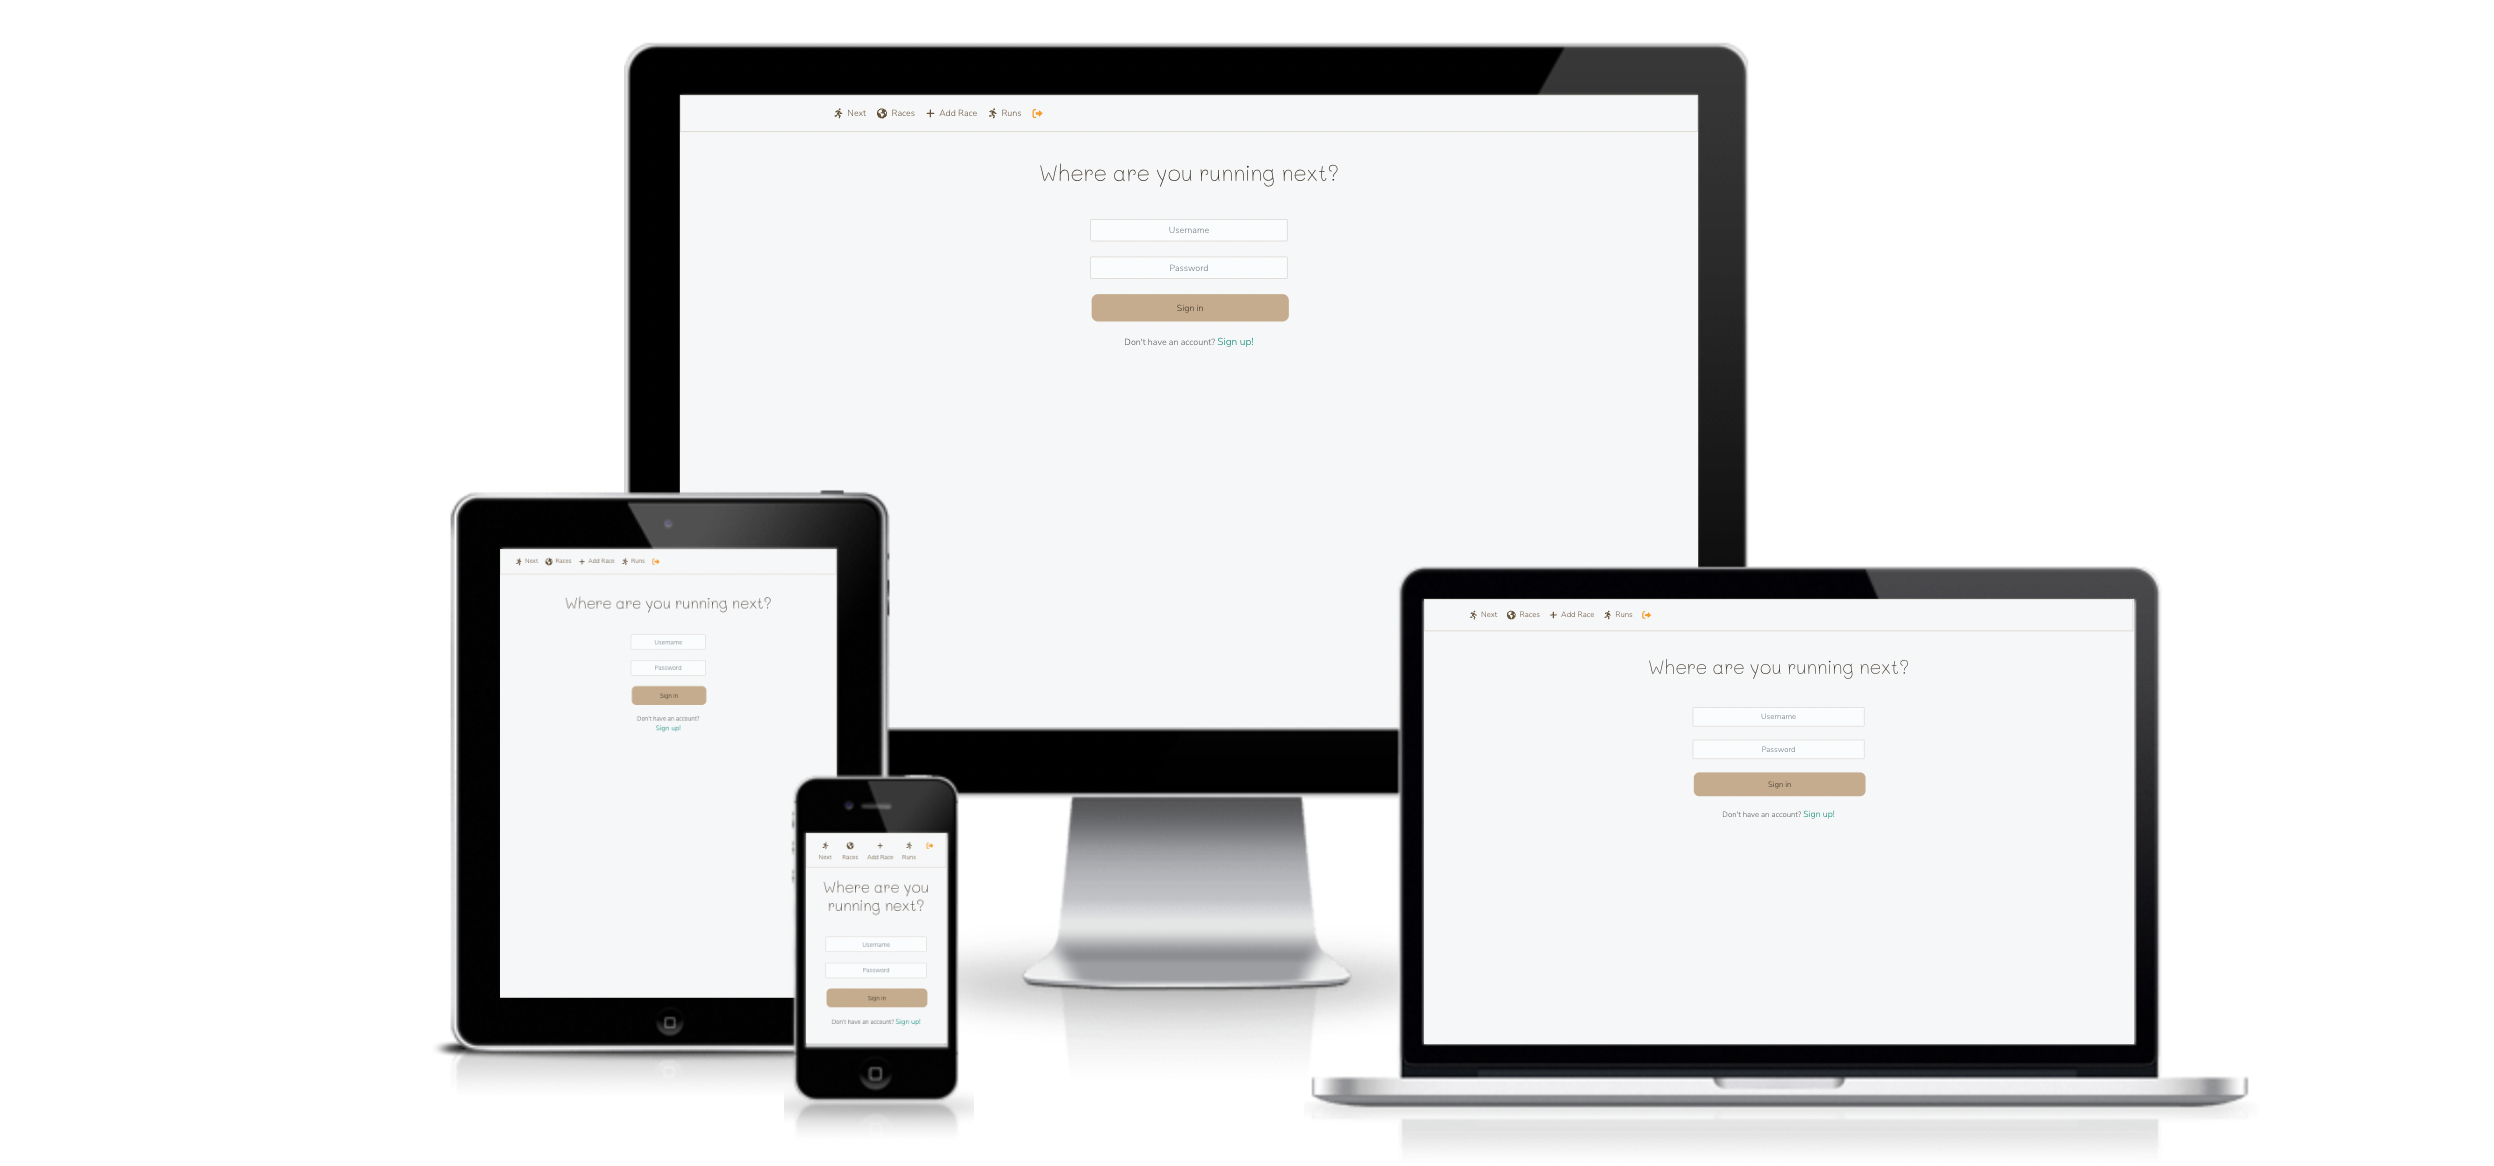 Next Races Add Race Runs
Where are you running next?
Username
Password
Sign in
Don't have an account? Sign up!
Next Races Add Race Runs
Where are you running next?
Username
Password
Sign in
Don't have an account?
Sign up!
Next Races Add Race Runs
Where are you
running next?
Username
Password
Sign in
Don't have an account? Sign up!
Next Races Add Race Runs
Where are you running next?
Username
Password
Sign in
Don't have an account? Sign up!